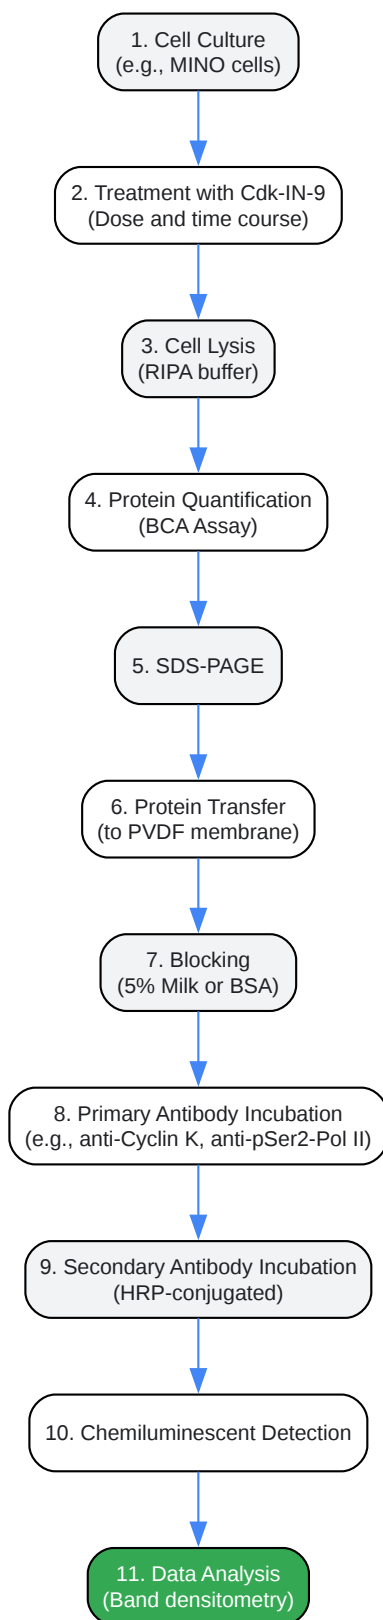 1. Cell Culture
(e.g., MINO cells)
2. Treatment with Cdk-IN-9
(Dose and time course)
3. Cell Lysis
(RIPA buffer)
4. Protein Quantification
(BCA Assay)
5. SDS-PAGE
6. Protein Transfer
(to PVDF membrane)
7. Blocking
(5% Milk or BSA)
8. Primary Antibody Incubation
(e.g., anti-Cyclin K, anti-pSer2-Pol II)
9. Secondary Antibody Incubation
(HRP-conjugated)
10. Chemiluminescent Detection
11. Data Analysis
(Band densitometry)